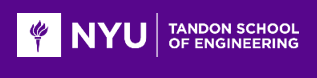 NYU
TANDON SCHOOL
OF ENGINEERING